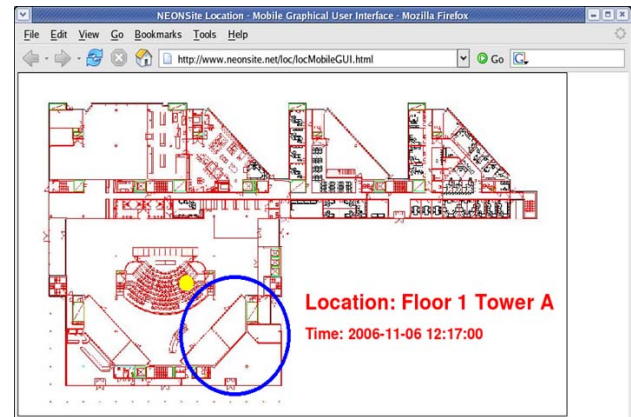 NEONSite Location - Mobile Graphical User Interface - Mozilla Firefox
File Edit View Go Bookmarks Tools Help
http://www.neonsite.net/loc/locMobileGUI.html Go G
Location: Floor 1 Tower A
Time: 2006-11-06 12:17:00